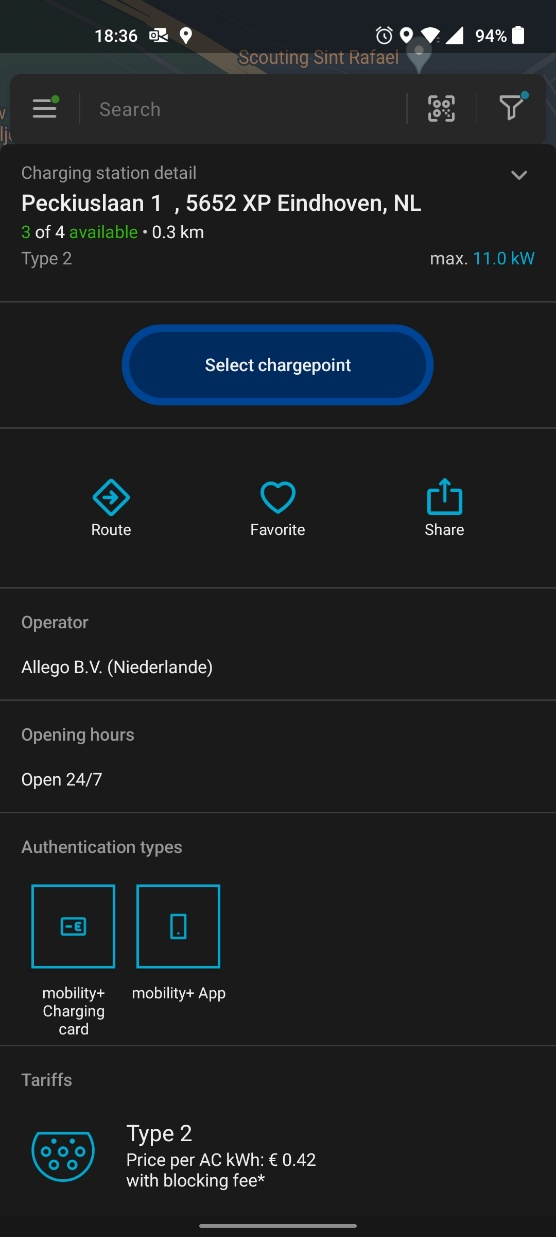 18:36
94%
Scouting Sint Rafael
Search
Charging station detail
Peckiuslaan 1 , 5652 XP Eindhoven, NL
3 of 4 available • 0.3 km
Type 2
max. 11.0 kW
Select chargepoint
Route
Favorite
Share
Operator
Allego B.V. (Niederlande)
Opening hours
Open 24/7
Authentication types
mobility+
Charging
card
mobility+ App
Tariffs
Type 2
Price per AC kWh: € 0.42
with blocking fee*